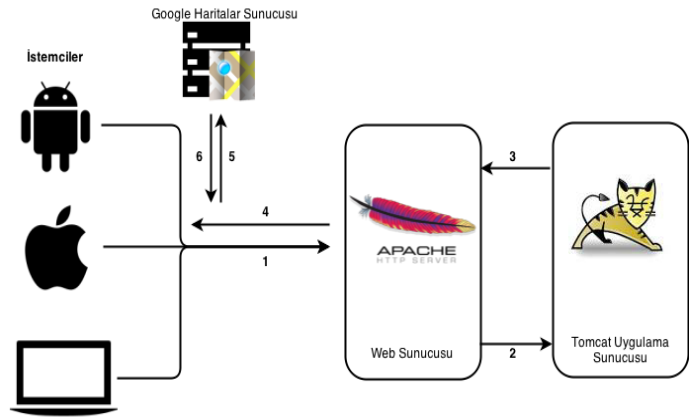 Google Haritalar Sunucusu
İstemciler
6
5
3
4
APACHE
HTTP SERVER
1
Web Sunucusu
2
Tomcat Uygulama
Sunucusu